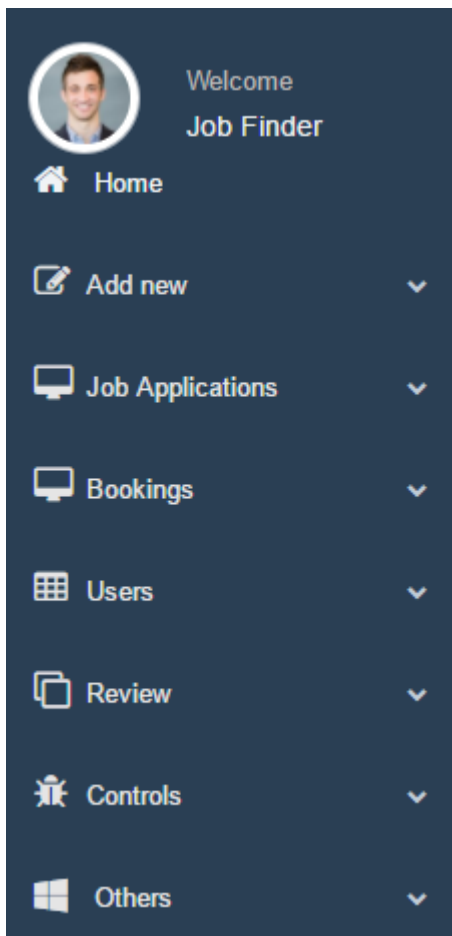 Welcome
Job Finder
Home
Add new
Job Applications
Bookings
Users
Review
Controls
Others